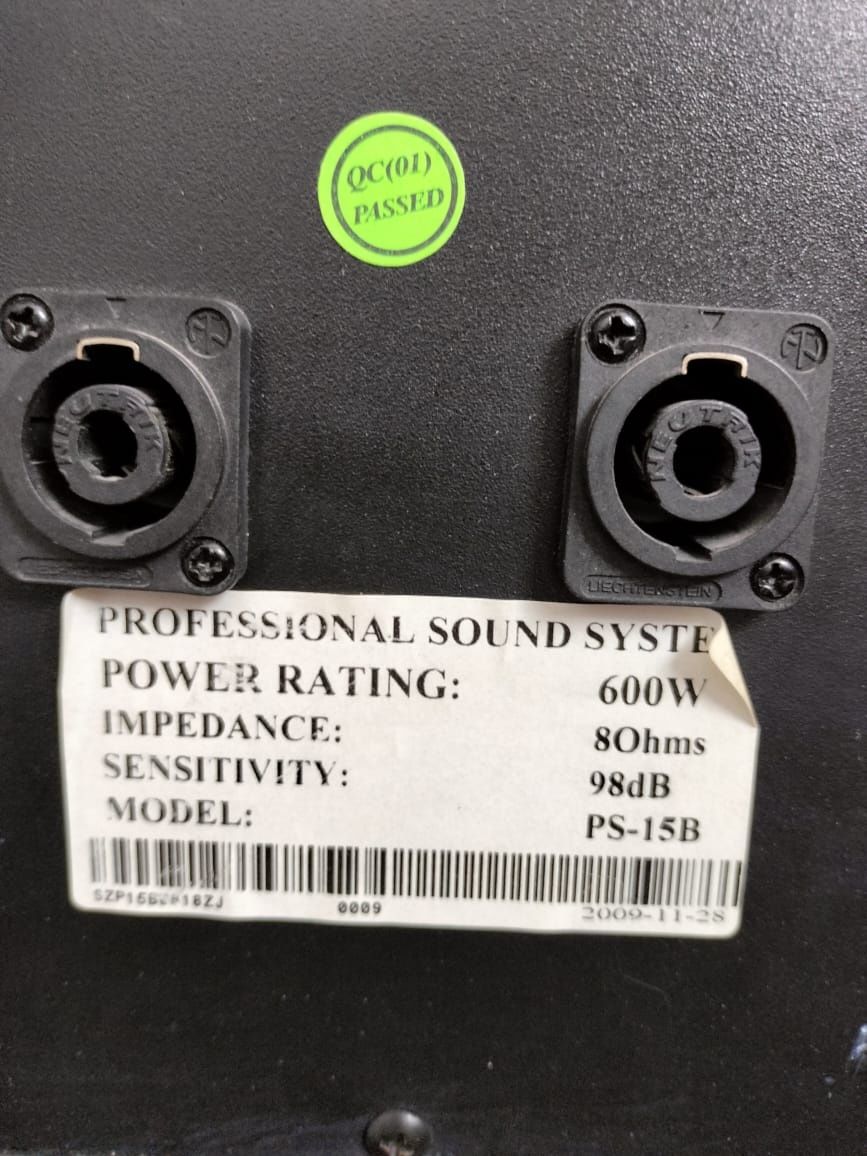 QC(01)
PASSED
NEUTRIK
NEUTRIK
LIECHTENSTEIN
PROFESSIONAL SOUND SYSTE
POWER RATING: 600W
IMPEDANCE: 8Ohms
SENSITIVITY: 98dB
MODEL: PS-15B
0009 2009-11-28